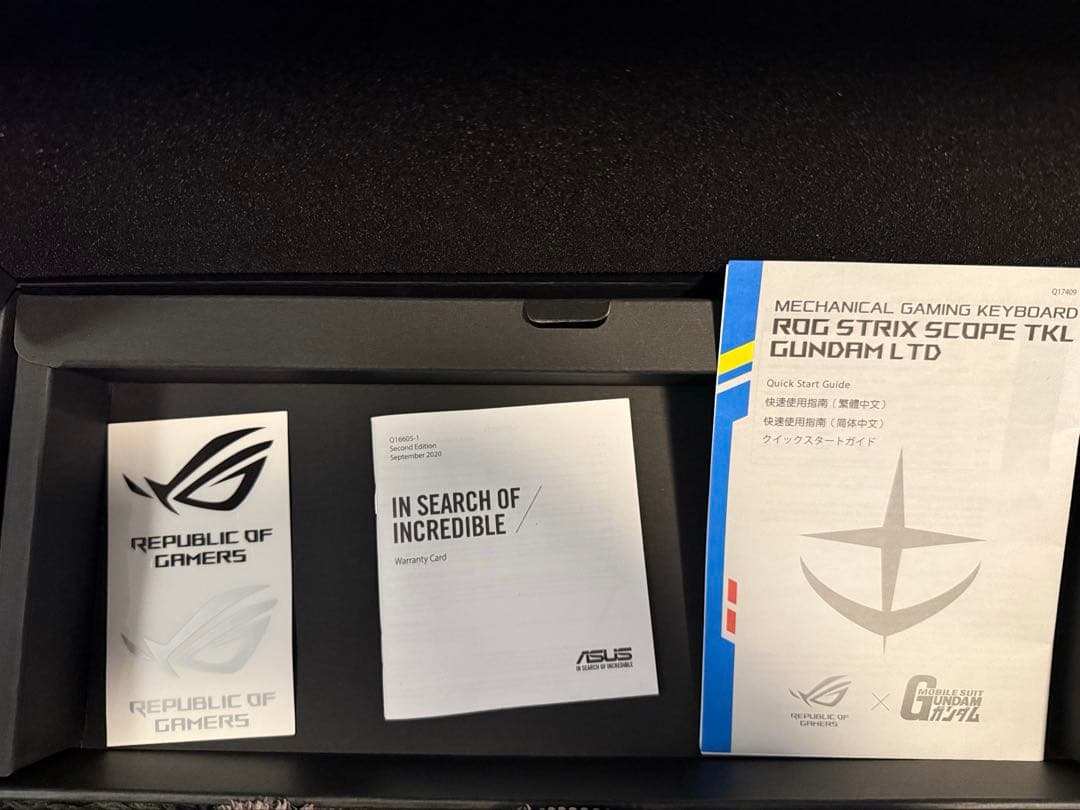 REPUBLIC OF
GAMERS
REPUBLIC OF
GAMERS
Q16605-1
Second Edition
September 2020
IN SEARCH OF
INCREDIBLE
Warranty Card
ASUS
IN SEARCH OF INCREDIBLE
Q17409
MECHANICAL GAMING KEYBOARD
ROG STRIX SCOPE TKL
GUNDAM LTD
Quick Start Guide
快速使用指南（繁體中文）
快速使用指南（简体中文）
クイックスタートガイド
REPUBLIC OF
GAMERS
×
MOBILE SUIT
GUNDAM
ガンダム